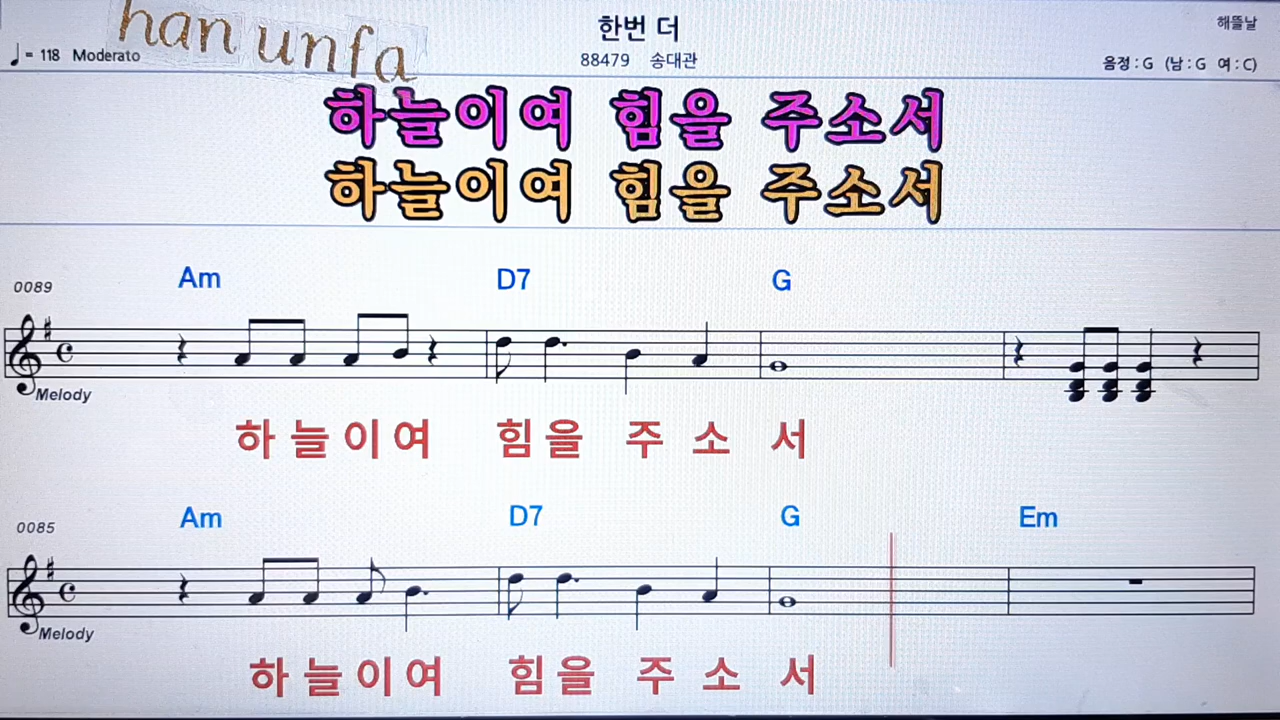 han unfa
한번 더
해뜰날
♩= 118 Moderato
88479 송대관
음정 : G (남 : G 여 : C)
하늘이여 힘을 주소서
하늘이여 힘을 주소서
0089
Am D7 G
Melody
하 늘 이 여 힘 을 주 소 서
0085
Am D7 G Em
Melody
하 늘 이 여 힘 을 주 소 서